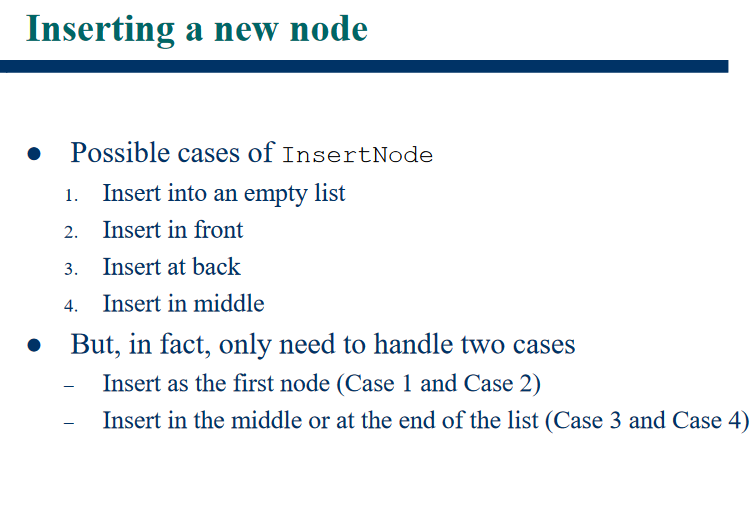 Inserting a new node
● Possible cases of InsertNode
1. Insert into an empty list
2. Insert in front
3. Insert at back
4. Insert in middle
● But, in fact, only need to handle two cases
– Insert as the first node (Case 1 and Case 2)
– Insert in the middle or at the end of the list (Case 3 and Case 4)